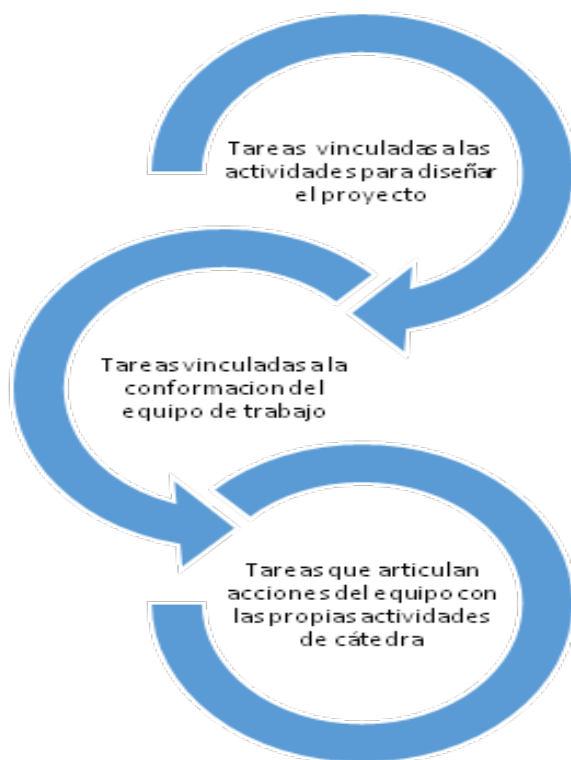 Tareas vinculadas a las
actividades para diseñar
el proyecto
Tareas vinculadas a la
conformacion del
equipo de trabajo
Tareas que articulan
acciones del equipo con
las propias actividades
de cátedra